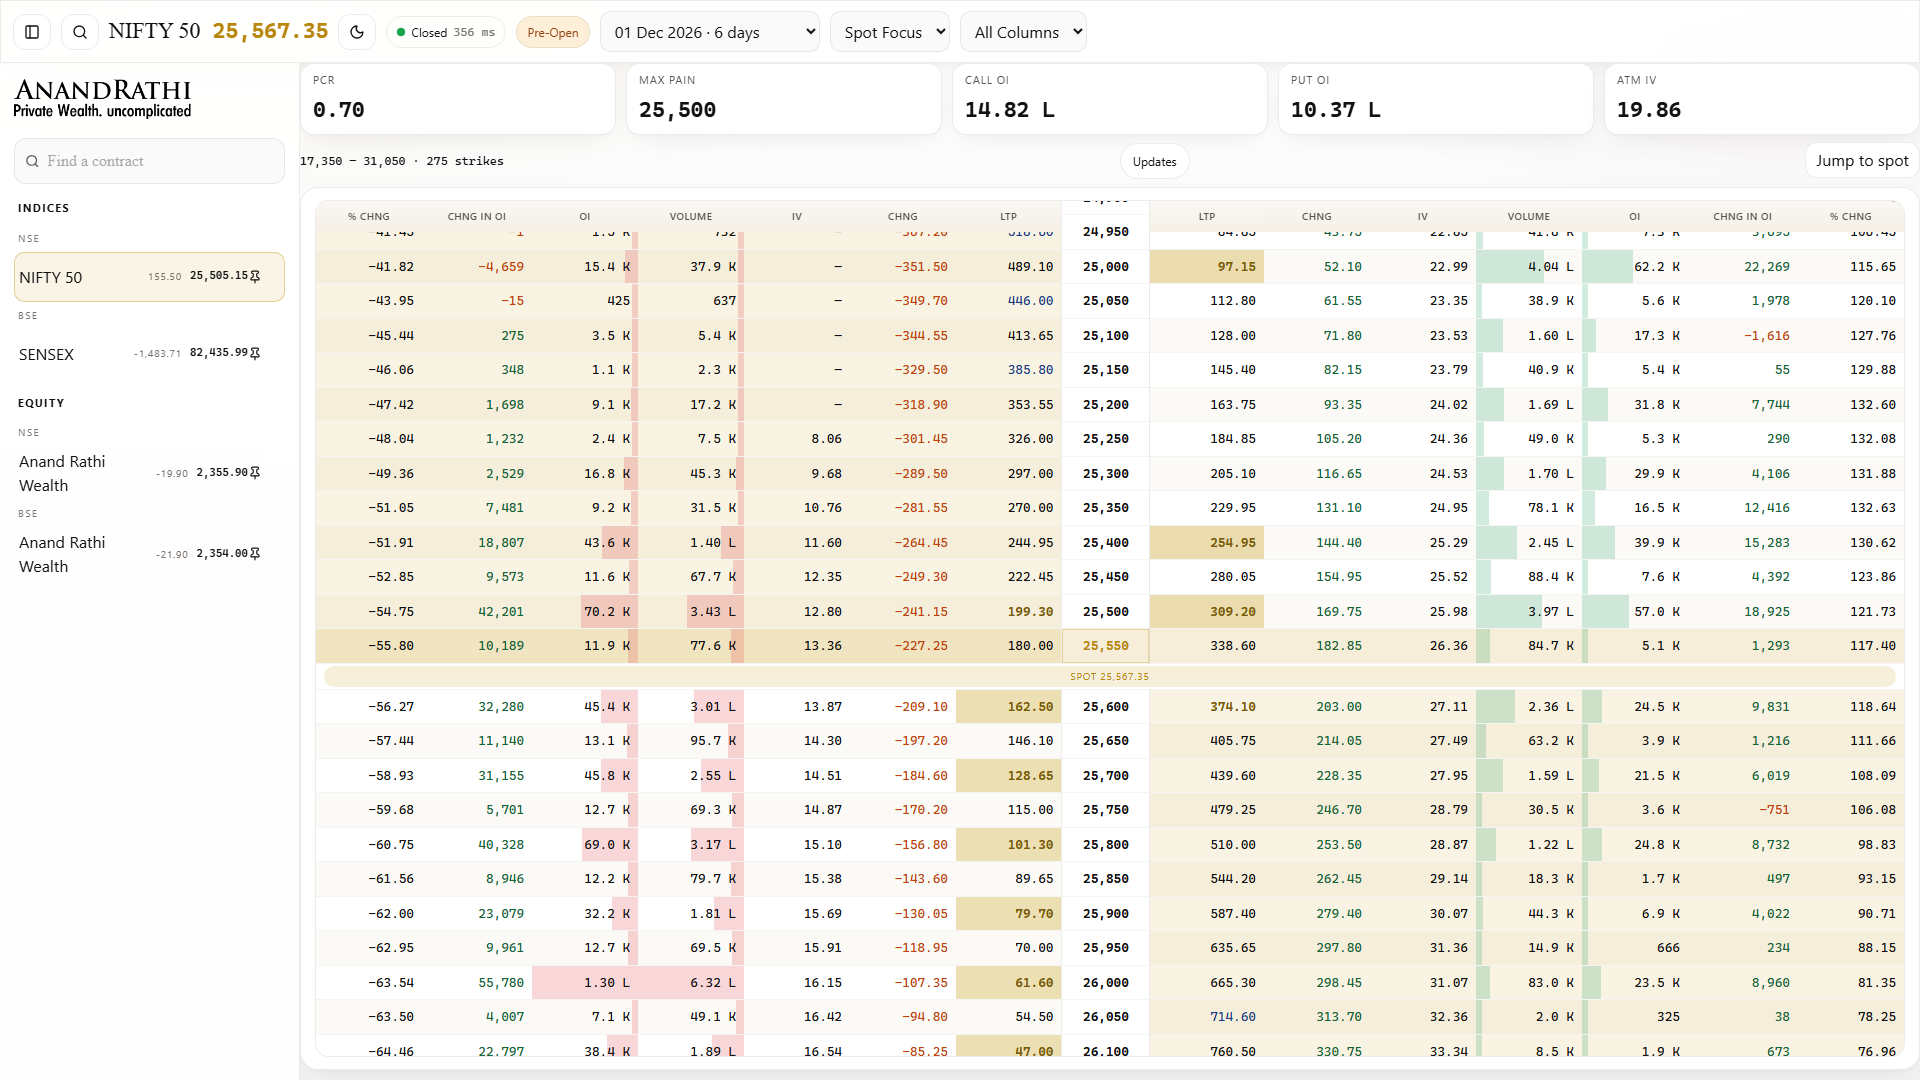 NIFTY 50 25,567.35 Closed 356 ms Pre-Open 01 Dec 2026 · 6 days Spot Focus All Columns
ANANDRATHI
Private Wealth. uncomplicated
Find a contract
INDICES
NSE
NIFTY 50 155.50 25,505.15
BSE
SENSEX -1,483.71 82,435.99
EQUITY
NSE
Anand Rathi Wealth -19.90 2,355.90
BSE
Anand Rathi Wealth -21.90 2,354.00
PCR
0.70
MAX PAIN
25,500
CALL OI
14.82 L
PUT OI
10.37 L
ATM IV
19.86
17,350 – 31,050 · 275 strikes Updates Jump to spot
% CHNG CHNG IN OI OI VOLUME IV CHNG LTP LTP CHNG IV VOLUME OI CHNG IN OI % CHNG
24,950
−41.82 −4,659 15.4 K 37.9 K – −351.50 489.10 25,000 97.15 52.10 22.99 4.04 L 62.2 K 22,269 115.65
−43.95 −15 425 637 – −349.70 446.00 25,050 112.80 61.55 23.35 38.9 K 5.6 K 1,978 120.10
−45.44 275 3.5 K 5.4 K – −344.55 413.65 25,100 128.00 71.80 23.53 1.60 L 17.3 K −1,616 127.76
−46.06 348 1.1 K 2.3 K – −329.50 385.80 25,150 145.40 82.15 23.79 40.9 K 5.4 K 55 129.88
−47.42 1,698 9.1 K 17.2 K – −318.90 353.55 25,200 163.75 93.35 24.02 1.69 L 31.8 K 7,744 132.60
−48.04 1,232 2.4 K 7.5 K 8.06 −301.45 326.00 25,250 184.85 105.20 24.36 49.0 K 5.3 K 290 132.08
−49.36 2,529 16.8 K 45.3 K 9.68 −289.50 297.00 25,300 205.10 116.65 24.53 1.70 L 29.9 K 4,106 131.88
−51.05 7,481 9.2 K 31.5 K 10.76 −281.55 270.00 25,350 229.95 131.10 24.95 78.1 K 16.5 K 12,416 132.63
−51.91 18,807 43.6 K 1.40 L 11.60 −264.45 244.95 25,400 254.95 144.40 25.29 2.45 L 39.9 K 15,283 130.62
−52.85 9,573 11.6 K 67.7 K 12.35 −249.30 222.45 25,450 280.05 154.95 25.52 88.4 K 7.6 K 4,392 123.86
−54.75 42,201 70.2 K 3.43 L 12.80 −241.15 199.30 25,500 309.20 169.75 25.98 3.97 L 57.0 K 18,925 121.73
−55.80 10,189 11.9 K 77.6 K 13.36 −227.25 180.00 25,550 338.60 182.85 26.36 84.7 K 5.1 K 1,293 117.40
SPOT 25,567.35
−56.27 32,280 45.4 K 3.01 L 13.87 −209.10 162.50 25,600 374.10 203.00 27.11 2.36 L 24.5 K 9,831 118.64
−57.44 11,140 13.1 K 95.7 K 14.30 −197.20 146.10 25,650 405.75 214.05 27.49 63.2 K 3.9 K 1,216 111.66
−58.93 31,155 45.8 K 2.55 L 14.51 −184.60 128.65 25,700 439.60 228.35 27.95 1.59 L 21.5 K 6,019 108.09
−59.68 5,701 12.7 K 69.3 K 14.87 −170.20 115.00 25,750 479.25 246.70 28.79 30.5 K 3.6 K −751 106.08
−60.75 40,328 69.0 K 3.17 L 15.10 −156.80 101.30 25,800 510.00 253.50 28.87 1.22 L 24.8 K 8,732 98.83
−61.56 8,946 12.2 K 79.7 K 15.38 −143.60 89.65 25,850 544.20 262.45 29.14 18.3 K 1.7 K 497 93.15
−62.00 23,079 32.2 K 1.81 L 15.69 −130.05 79.70 25,900 587.40 279.40 30.07 44.3 K 6.9 K 4,022 90.71
−62.95 9,961 12.7 K 69.5 K 15.91 −118.95 70.00 25,950 635.65 297.80 31.36 14.9 K 666 234 88.15
−63.54 55,780 1.30 L 6.32 L 16.15 −107.35 61.60 26,000 665.30 298.45 31.07 83.0 K 23.5 K 8,960 81.35
−63.50 4,007 7.1 K 49.1 K 16.42 −94.80 54.50 26,050 714.60 313.70 32.36 2.0 K 325 38 78.25
−64.46 22,797 38.4 K 1.89 L 16.54 −85.25 47.00 26,100 760.50 330.75 33.34 8.5 K 1.9 K 673 76.96